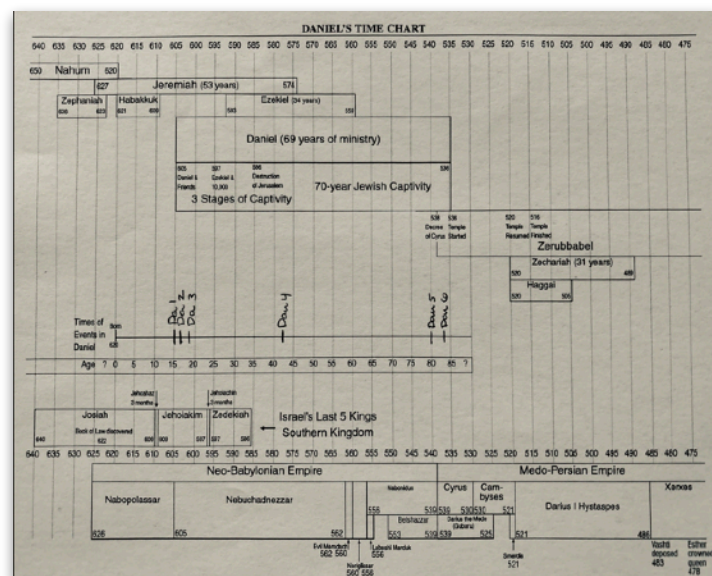 DANIEL'S TIME CHART
640 635 630 625 620 615 610 605 600 595 590 585 580 575 570 565 560 555 550 545 540 535 530 525 520 515 510 505 500 495 490 485 480 475
650 Nahum 620
627 Jeremiah (53 years) 574
Zephaniah
Habakkuk
Ezekiel (34 years)
Daniel (69 years of ministry)
605 597 586 536
Daniel & Ezekiel & Destruction
Friends 10,000 of Jerusalem
70-year Jewish Captivity
3 Stages of Captivity
538 536 520 516
Decree Temple Temple Temple
of Cyrus Started Resumed Finished
Zerubbabel
Zechariah (31 years)
520 489
Haggai
520 505
Da 1
Da 2
Da 3
Dan 4
Dan 5
Dan 6
Times of
Events in
Daniel
Born
620
Age ? 0 5 10 15 20 25 30 35 40 45 50 55 60 65 70 75 80 85 ?
Jehoahaz
3 months
Jehoiachin
3 months
Josiah
Book of Law discovered
640 622 609
Jehoiakim
609 597
Zedekiah
597 586
Israel's Last 5 Kings
Southern Kingdom
640 635 630 625 620 615 610 605 600 595 590 585 580 575 570 565 560 555 550 545 540 535 530 525 520 515 510 505 500 495 490 485 480 475
Neo-Babylonian Empire
Medo-Persian Empire
Nabopolassar
626
Nebuchadnezzar
605 562
Nabonidus
556 539
Cyrus
539 530
Cam-
byses
530 521
Belshazzar
553 539
Darius the Mede
(Gubaru)
539 525
Darius I Hystaspes
521 486
Xerxes
Evil Merodach
562 560
Neriglissar
560 556
Labashi Marduk
556
Smerdis
521
Vashti
deposed
483
Esther
crowned
queen
478